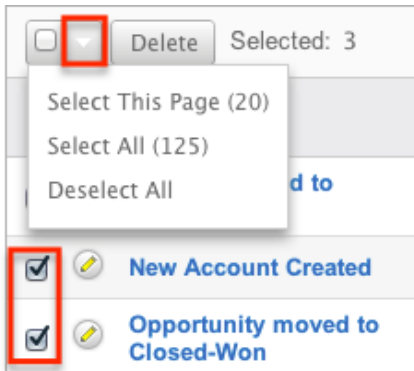 Delete Selected: 3
Select This Page (20)
Select All (125)
Deselect All
d to
New Account Created
Opportunity moved to
Closed-Won